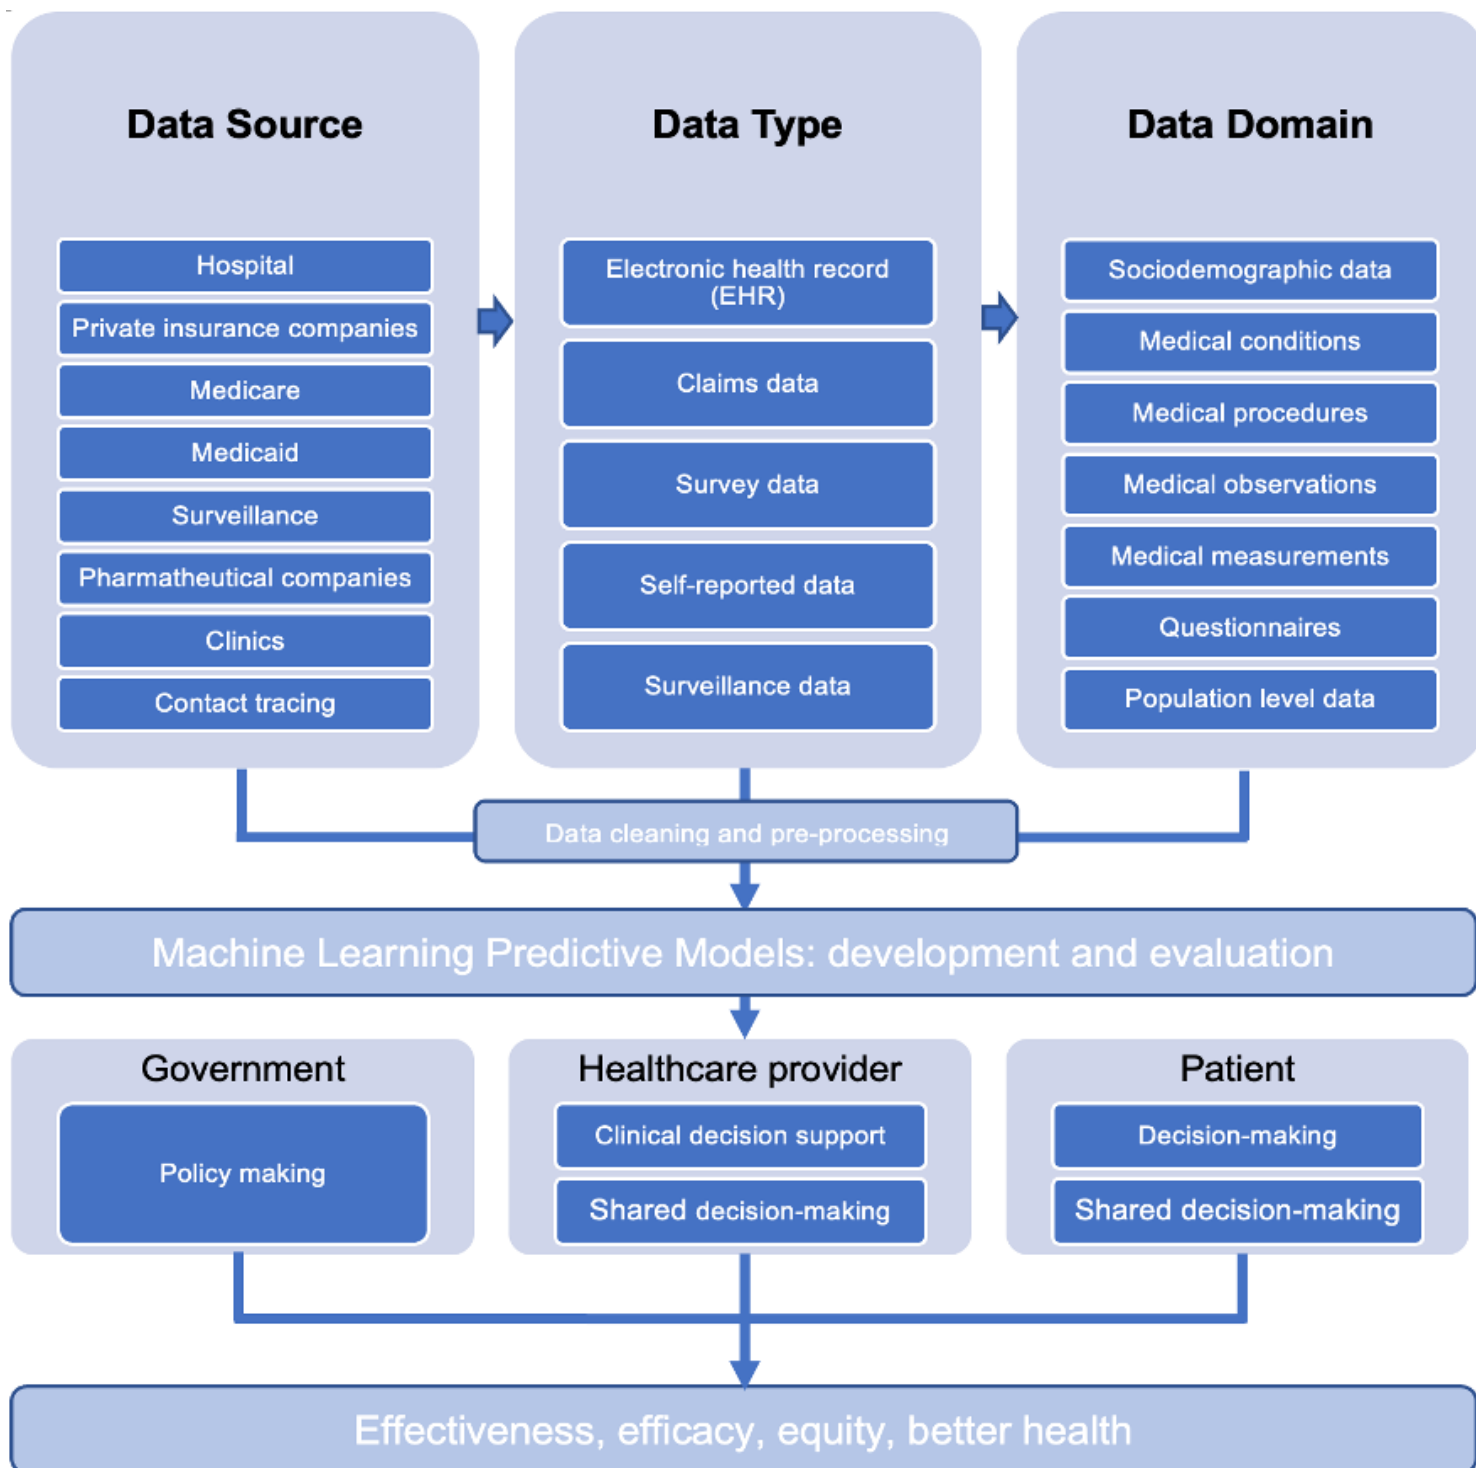 Data Source
Hospital
Private insurance companies
Medicare
Medicaid
Surveillance
Pharmatheutical companies
Clinics
Contact tracing
Data Type
Electronic health record
(EHR)
Claims data
Survey data
Self-reported data
Surveillance data
Data Domain
Sociodemographic data
Medical conditions
Medical procedures
Medical observations
Medical measurements
Questionnaires
Population level data
Data cleaning and pre-processing
Machine Learning Predictive Models: development and evaluation
Government
Policy making
Healthcare provider
Clinical decision support
Shared decision-making
Patient
Decision-making
Shared decision-making
Effectiveness, efficacy, equity, better health